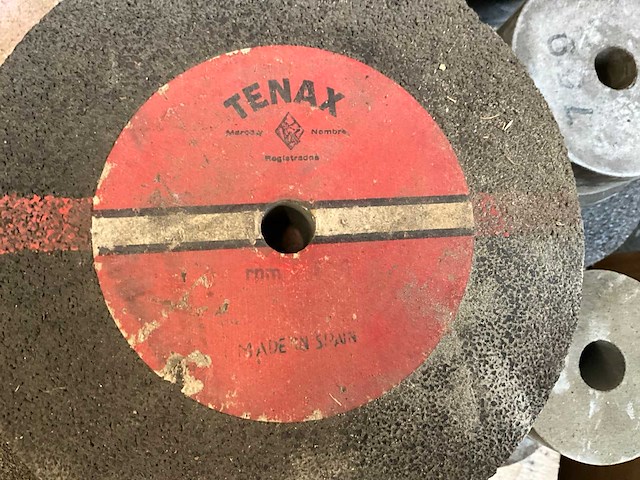 TENAX
Marca y Nombre
Registrados
rpm
MADE IN SPAIN